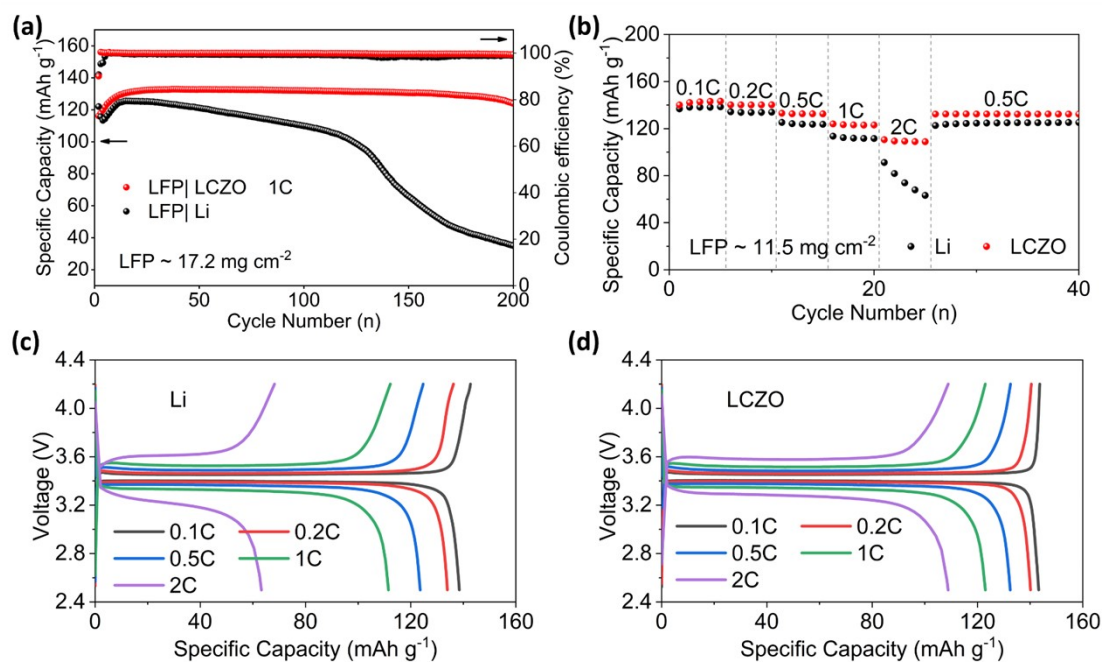 (a)
160
140
120
100
80
60
40
20
Specific Capacity (mAh g-1)
100
80
60
40
20
0
Coulombic efficiency (%)
LFP| LCZO 1C
LFP| Li
LFP ~ 17.2 mg cm-2
0 50 100 150 200
Cycle Number (n)
(b)
200
160
120
80
40
0
Specific Capacity (mAh g-1)
0.1C 0.2C 0.5C 1C 2C 0.5C
LFP ~ 11.5 mg cm-2 Li LCZO
0 10 20 30 40
Cycle Number (n)
(c)
4.4
4.0
3.6
3.2
2.8
2.4
Voltage (V)
Li
0.1C 0.2C
0.5C 1C
2C
0 40 80 120 160
Specific Capacity (mAh g-1)
(d)
4.4
4.0
3.6
3.2
2.8
2.4
Voltage (V)
LCZO
0.1C 0.2C
0.5C 1C
2C
0 40 80 120 160
Specific Capacity (mAh g-1)